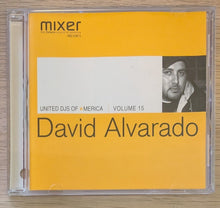 mixer
UNITED DJS OF AMERICA VOLUME 15
David Alvarado